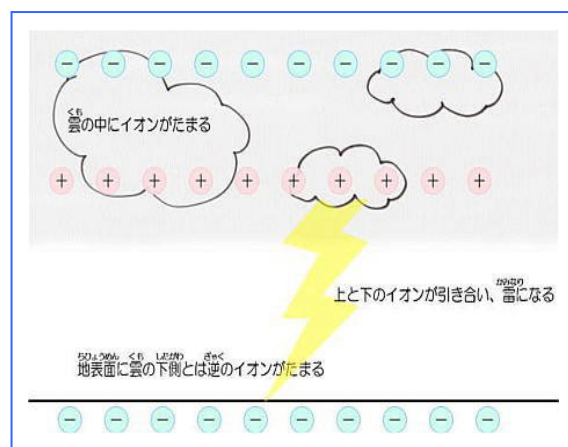 － － － － － － － － － －
雲の中にイオンがたまる
＋ ＋ ＋ ＋ ＋ ＋ ＋ ＋ ＋ ＋
上と下のイオンが引き合い、雷になる
地表面に雲の下側とは逆のイオンがたまる
－ － － － － － － － － －